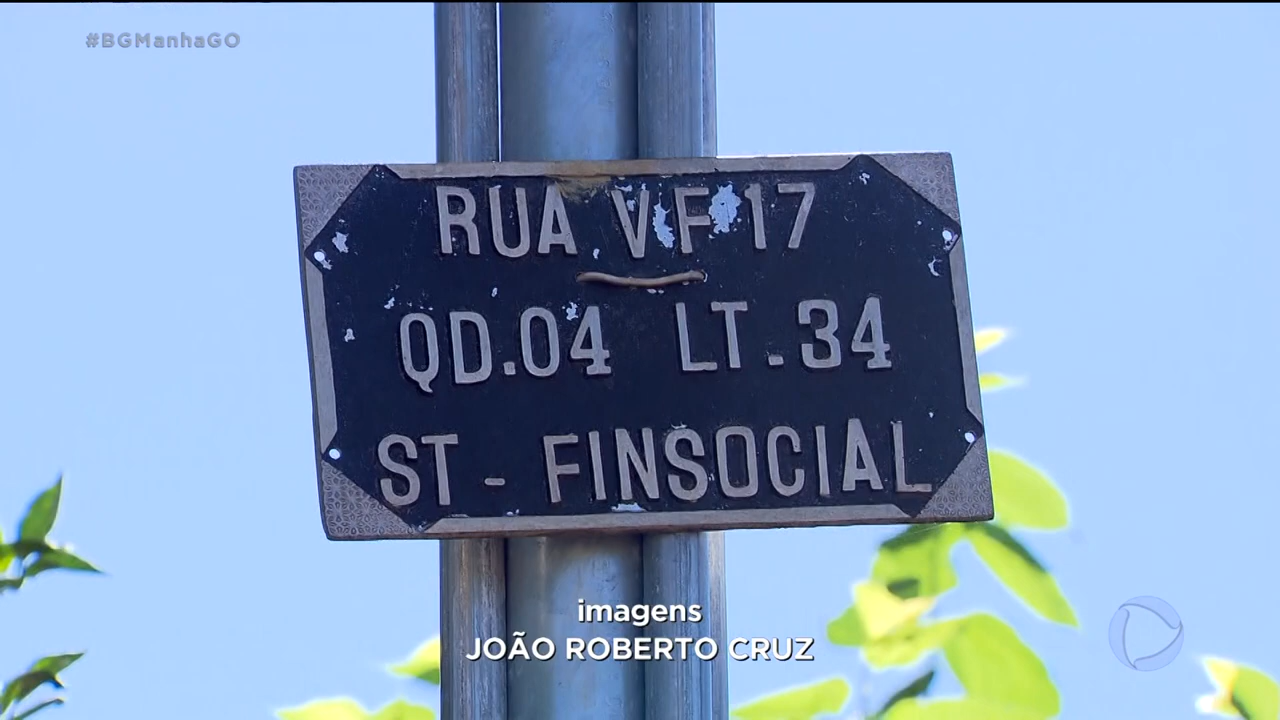 #BGManhaGO
RUA VF 17
QD.04 LT.34
ST - FINSOCIAL
imagens
JOÃO ROBERTO CRUZ